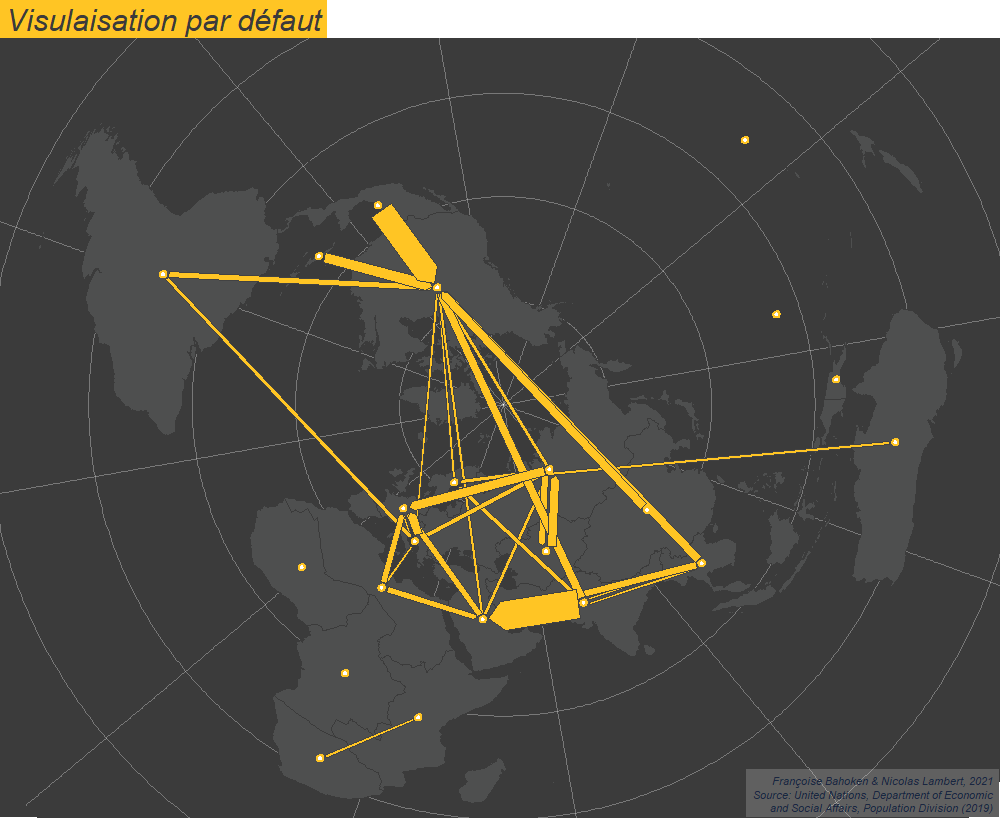 Visulaisation par défaut
Françoise Bahoken & Nicolas Lambert, 2021
Source: United Nations, Department of Economic
and Social Affairs, Population Division (2019)